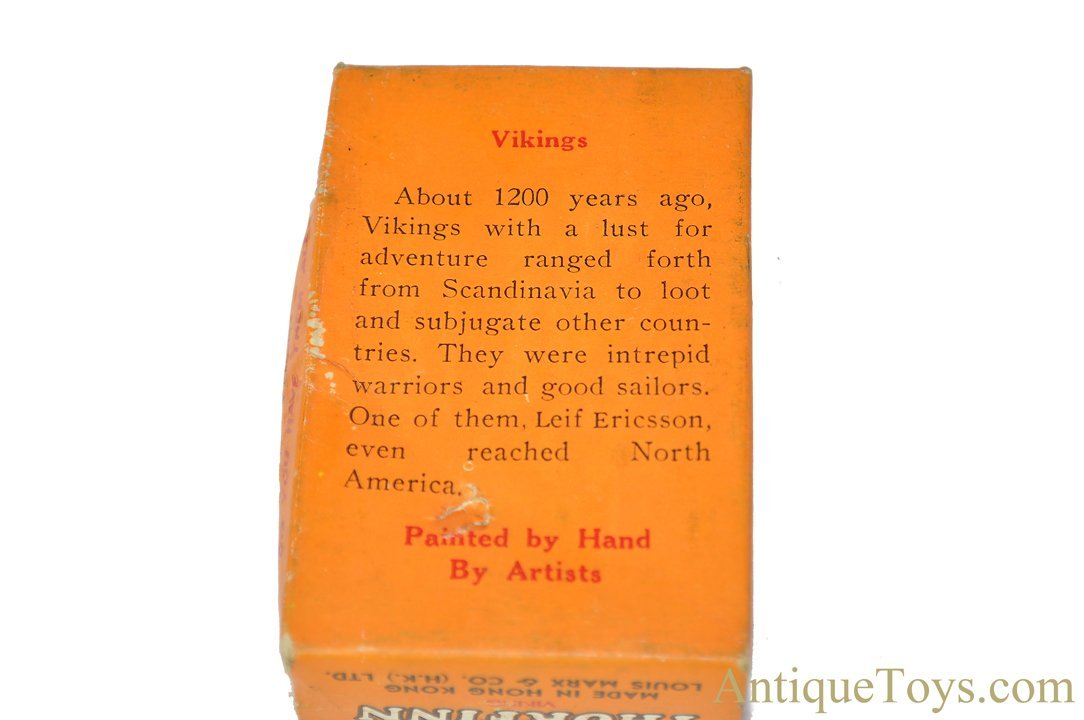 Vikings
About 1200 years ago,
Vikings with a lust for
adventure ranged forth
from Scandinavia to loot
and subjugate other coun-
tries. They were intrepid
warriors and good sailors.
One of them, Leif Ericsson,
even reached North
America.
Painted by Hand
By Artists
LOUIS MARX & CO. (H.K.) LTD.
MADE IN HONG KONG
VIKING
THORFINN
AntiqueToys.com